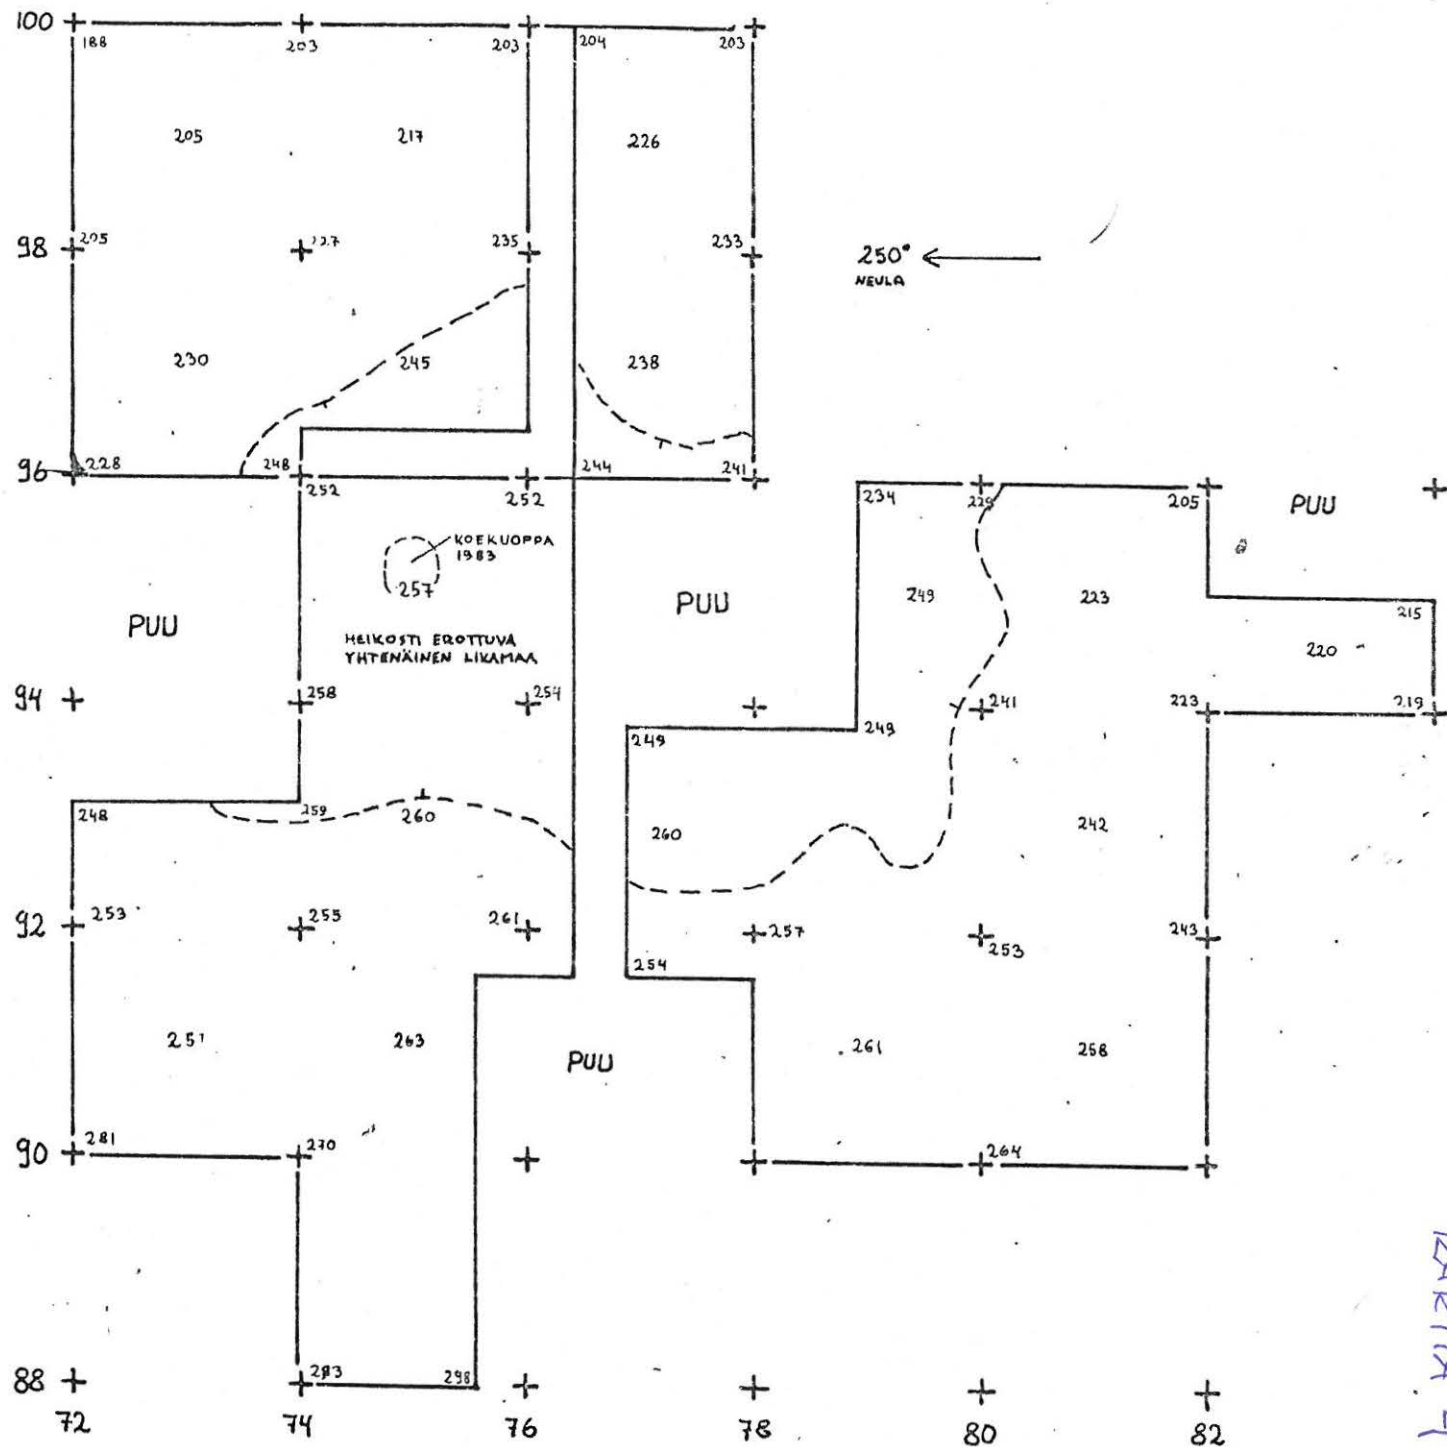 100
188 203 203 204 203
205 217 226
98 205 235 233
250° NEULA
230 245 238
96 228 248 244 241
252 252 234 229 205 PUU
KOEKUOPPA
1983
257
PUU 249 223 215
PUU
HEIKOSTI EROTTUVA
YHTENÄINEN LIKAMAA
220
94 258 254 241 223 219
249 249
248 259 260 260 242
92 253 255 261 257 253 243
254
263 261 258
PUU
90 281 270 264
88 283 298
72 74 76 78 80 82
KARTTA 4